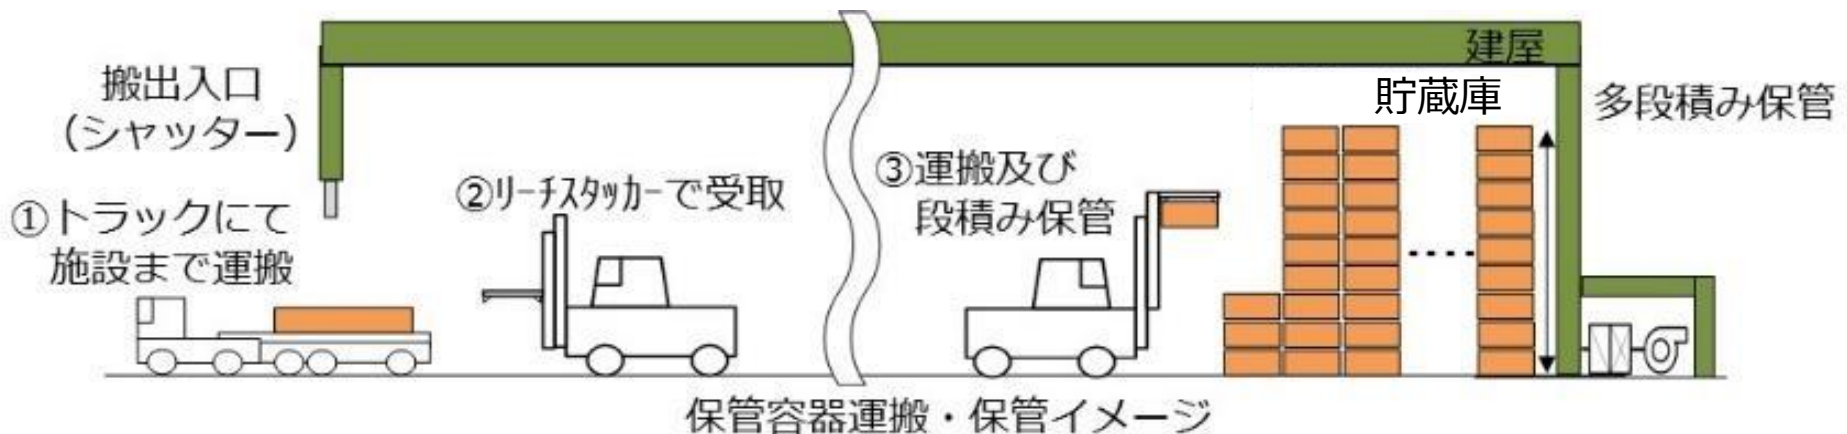 建屋
貯蔵庫
多段積み保管
搬出入口
(シャッター)
①トラックにて
施設まで運搬
②ﾘｰﾁｽﾀｯｶｰで受取
③運搬及び
段積み保管
保管容器運搬・保管イメージ